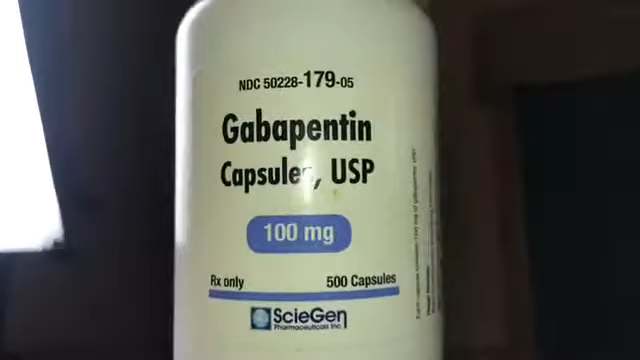 NDC 50228-179-05
Gabapentin
Capsules, USP
100 mg
Rx only
500 Capsules
ScieGen
Pharmaceuticals Inc